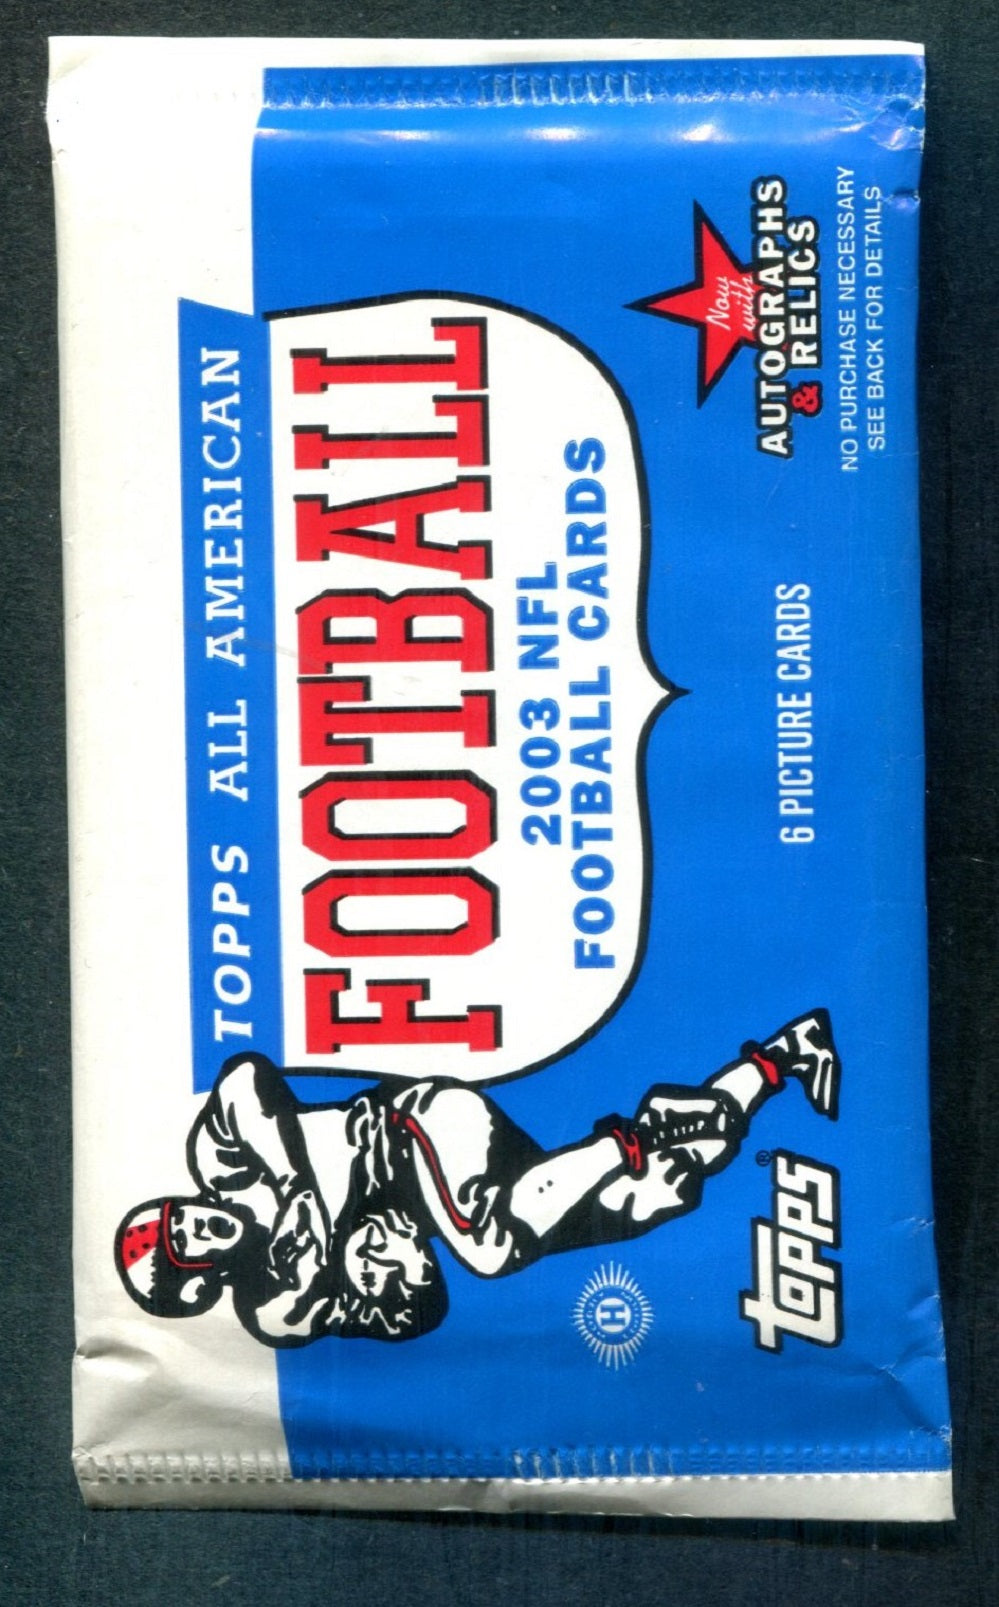 TOPPS ALL AMERICAN
FOOTBALL
2003 NFL
FOOTBALL CARDS
Now
with
AUTOGRAPHS
& RELICS
NO PURCHASE NECESSARY
SEE BACK FOR DETAILS
6 PICTURE CARDS
H
topps®